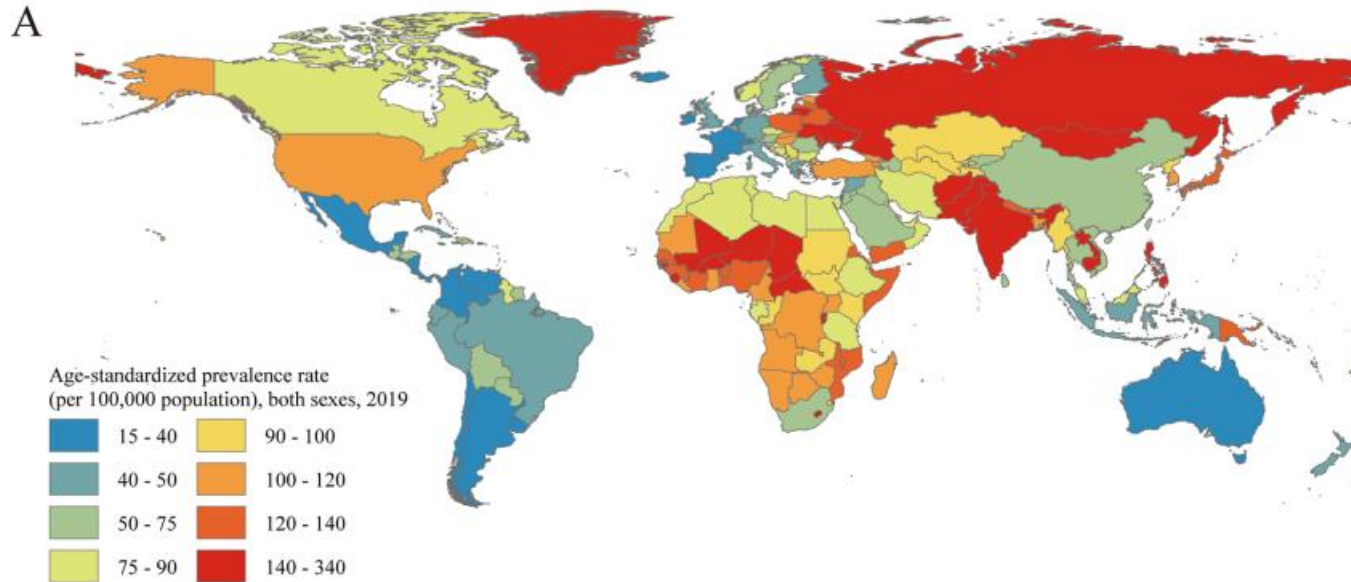 A
Age-standardized prevalence rate
(per 100,000 population), both sexes, 2019
15 - 40
90 - 100
40 - 50
100 - 120
50 - 75
120 - 140
75 - 90
140 - 340